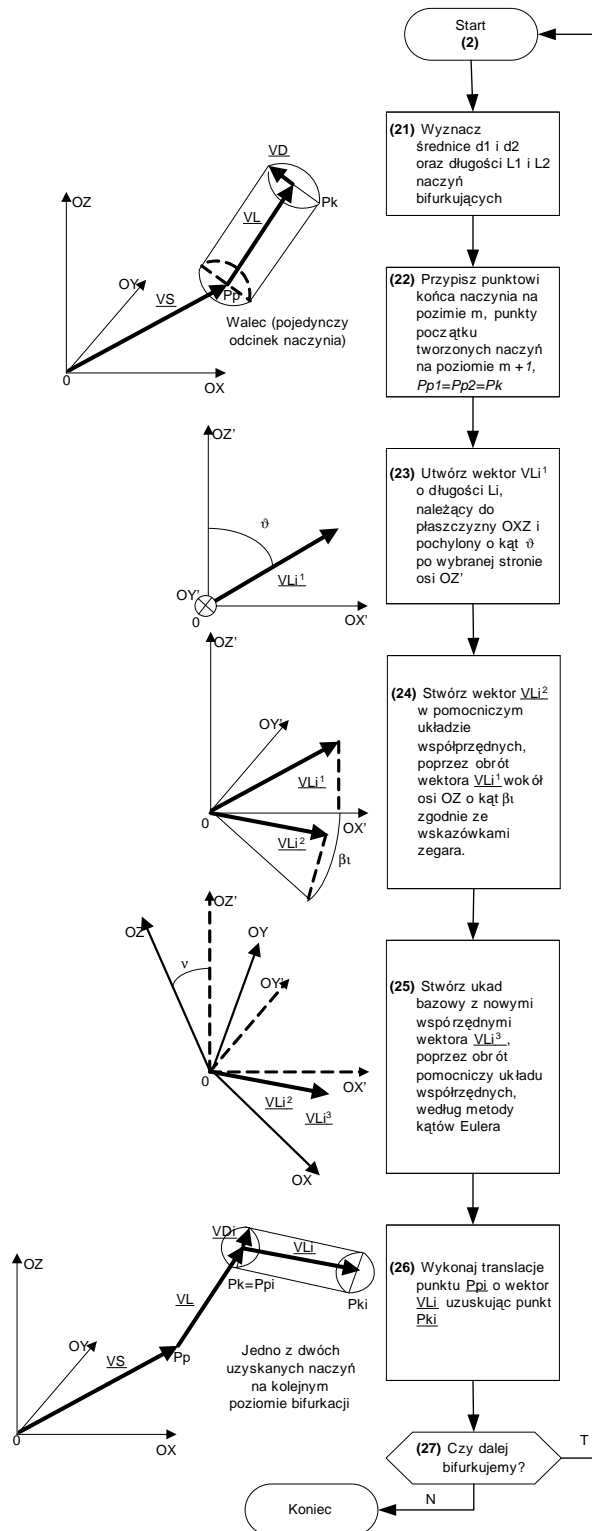 Start
(2)
(21) Wyznacz
średnice d1 i d2
oraz długości L1 i L2
naczyń
bifurkujących
OZ
OY
VS
VD
VL
Pk
Pp
Walec (pojedynczy
odcinek naczynia)
0
OX
(22) Przypisz punktowi
końca naczynia na
pozimie m, punkty
początku
tworzonych naczyń
na poziomie m +1,
Pp1=Pp2=Pk
OZ'
ϑ
VLi¹
OY'
0
OX'
(23) Utwórz wektor VLi¹
o długości Li,
należący do
płaszczyzny OXZ i
pochylony o kąt ϑ
po wybranej stronie
osi OZ'
OZ'
OY'
VLi¹
0
OX'
VLi²
βι
(24) Stwórz wektor VLi²
w pomocniczym
układzie
współprzędnych,
poprzez obrót
wektora VLi¹ wokół
osi OZ o kąt βι
zgodnie ze
wskazówkami
zegara.
OZ'
OZ
OY
ν
OY'
0
OX'
VLi²
VLi³
OX
(25) Stwórz ukad
bazowy z nowymi
wspórzędnymi
wektora VLi³ ,
poprzez obrót
pomocniczy układu
współrzędnych,
według metody
kątów Eulera
VDi
OZ
VLi
VL
Pk=Ppi
Pki
OY
VS
Pp
Jedno z dwóch
uzyskanych naczyń
na kolejnym
poziomie bifurkacji
0
OX
(26) Wykonaj translacje
punktu Ppi o wektor
VLi uzuskując punkt
Pki
(27) Czy dalej
bifurkujemy?
T
N
Koniec